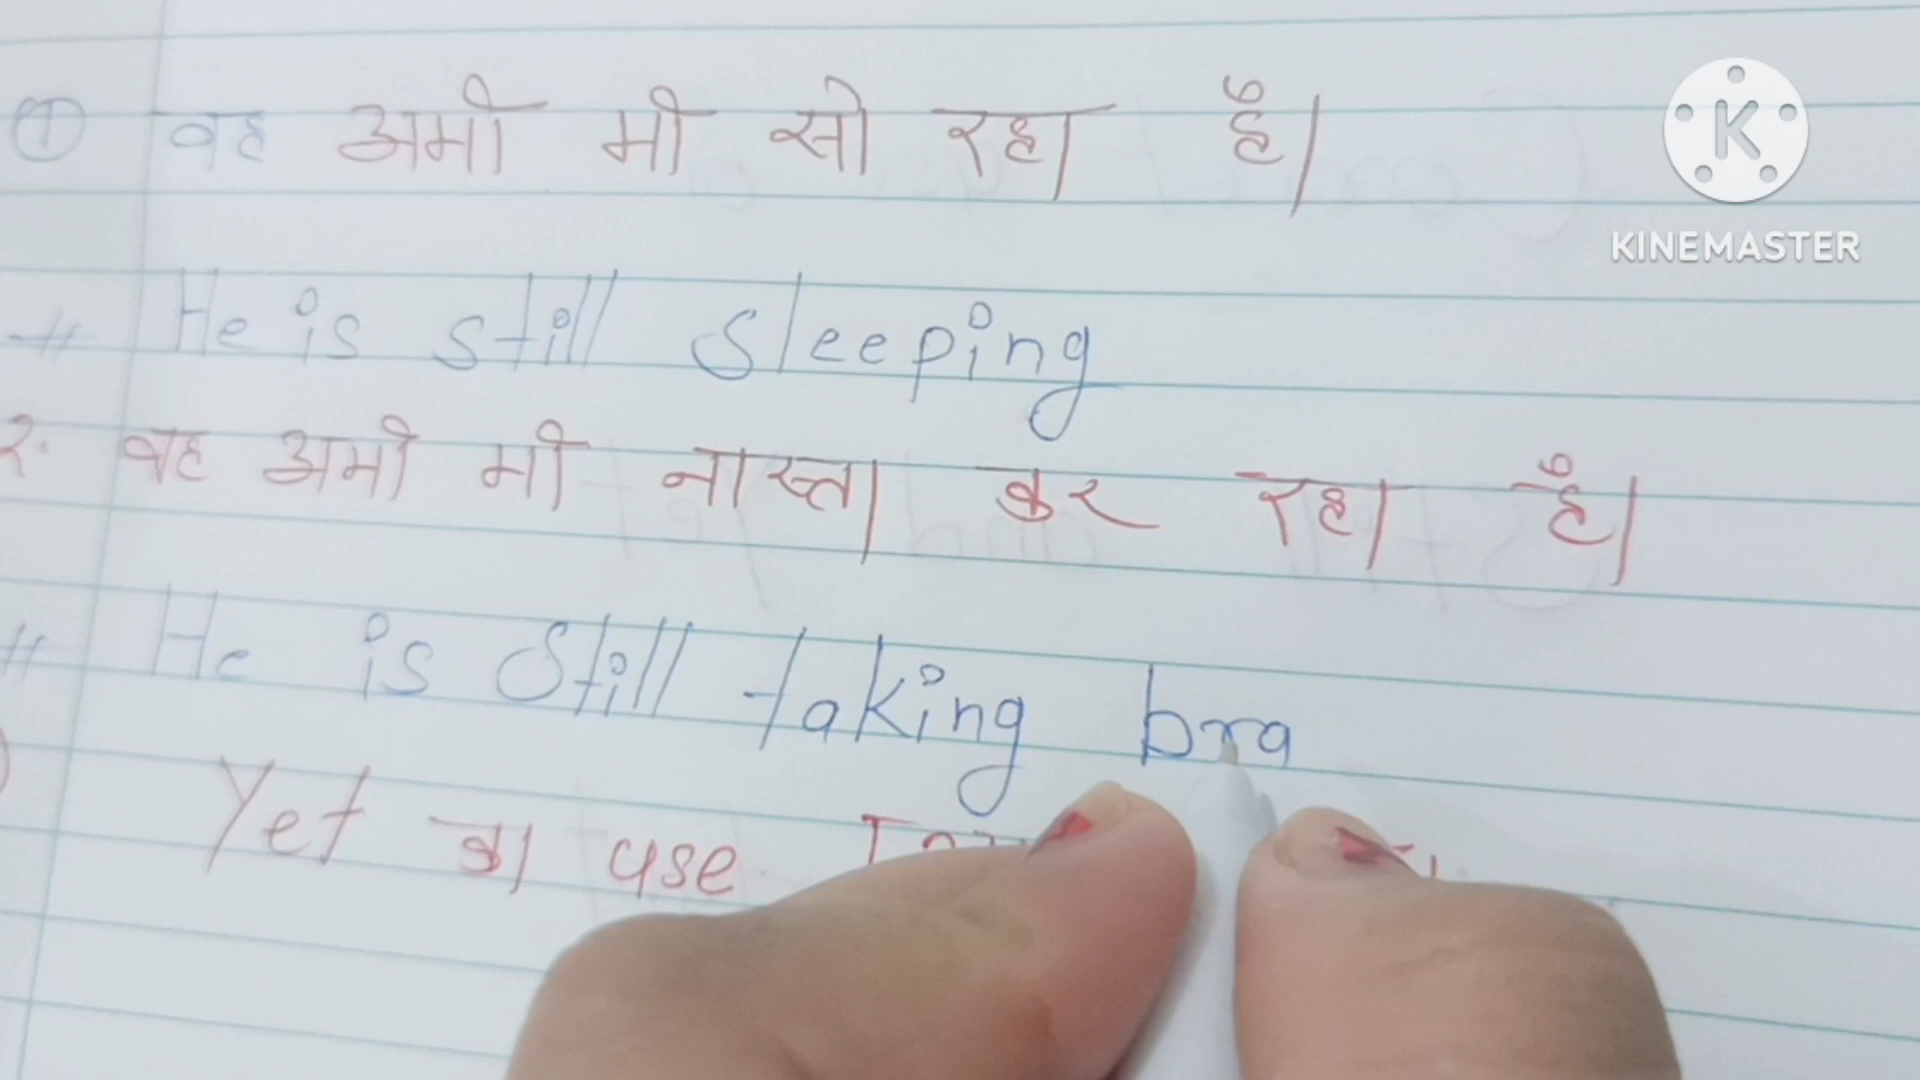 ① वह अभी भी सो रहा है।
K
KINEMASTER
# He is still sleeping
२. वह अभी भी नास्ता कर रहा है।
# He is still taking bra
Yet का use